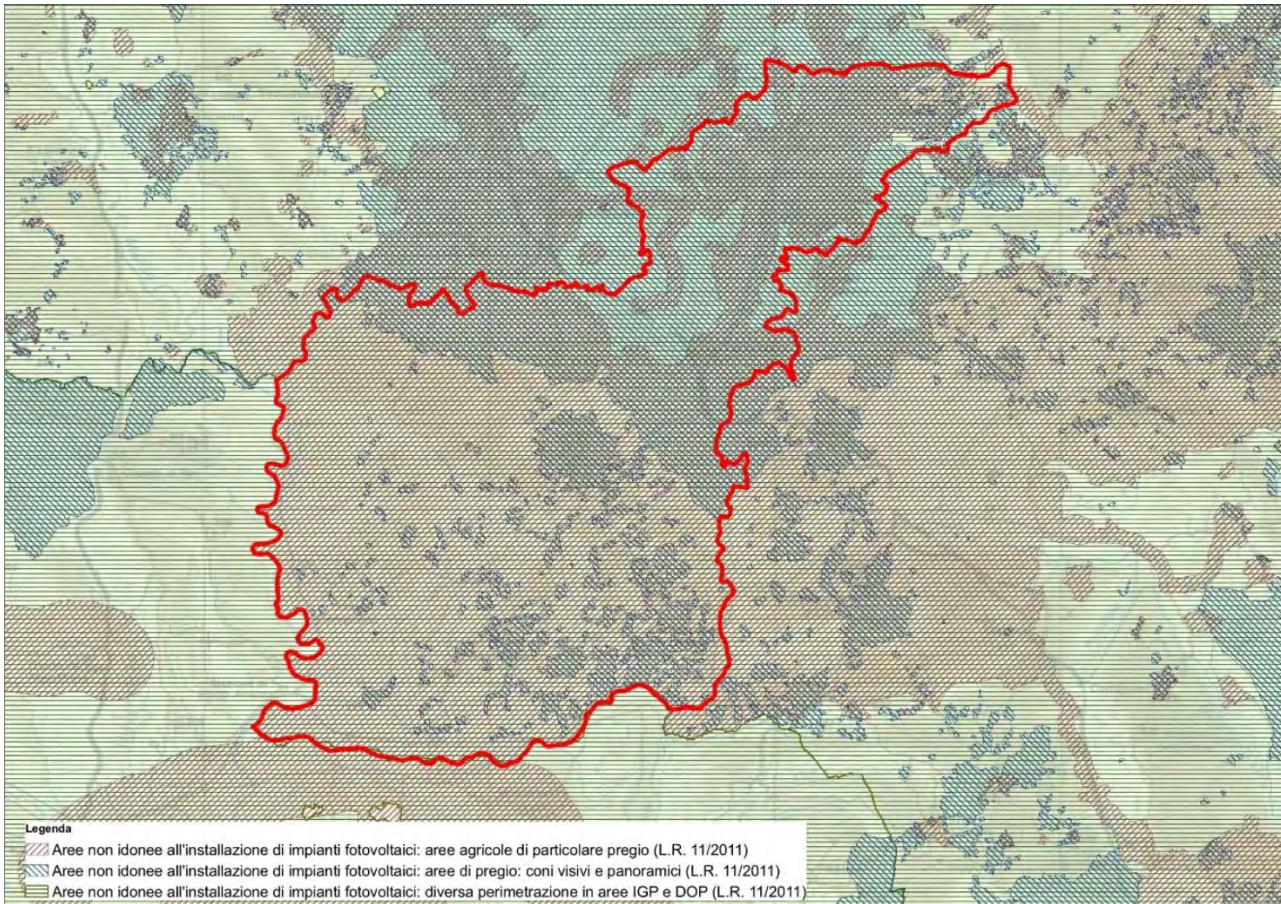 Legenda
Aree non idonee all'installazione di impianti fotovoltaici: aree agricole di particolare pregio (L.R. 11/2011)
Aree non idonee all'installazione di impianti fotovoltaici: aree di pregio: coni visivi e panoramici (L.R. 11/2011)
Aree non idonee all'installazione di impianti fotovoltaici: diversa perimetrazione in aree IGP e DOP (L.R. 11/2011)